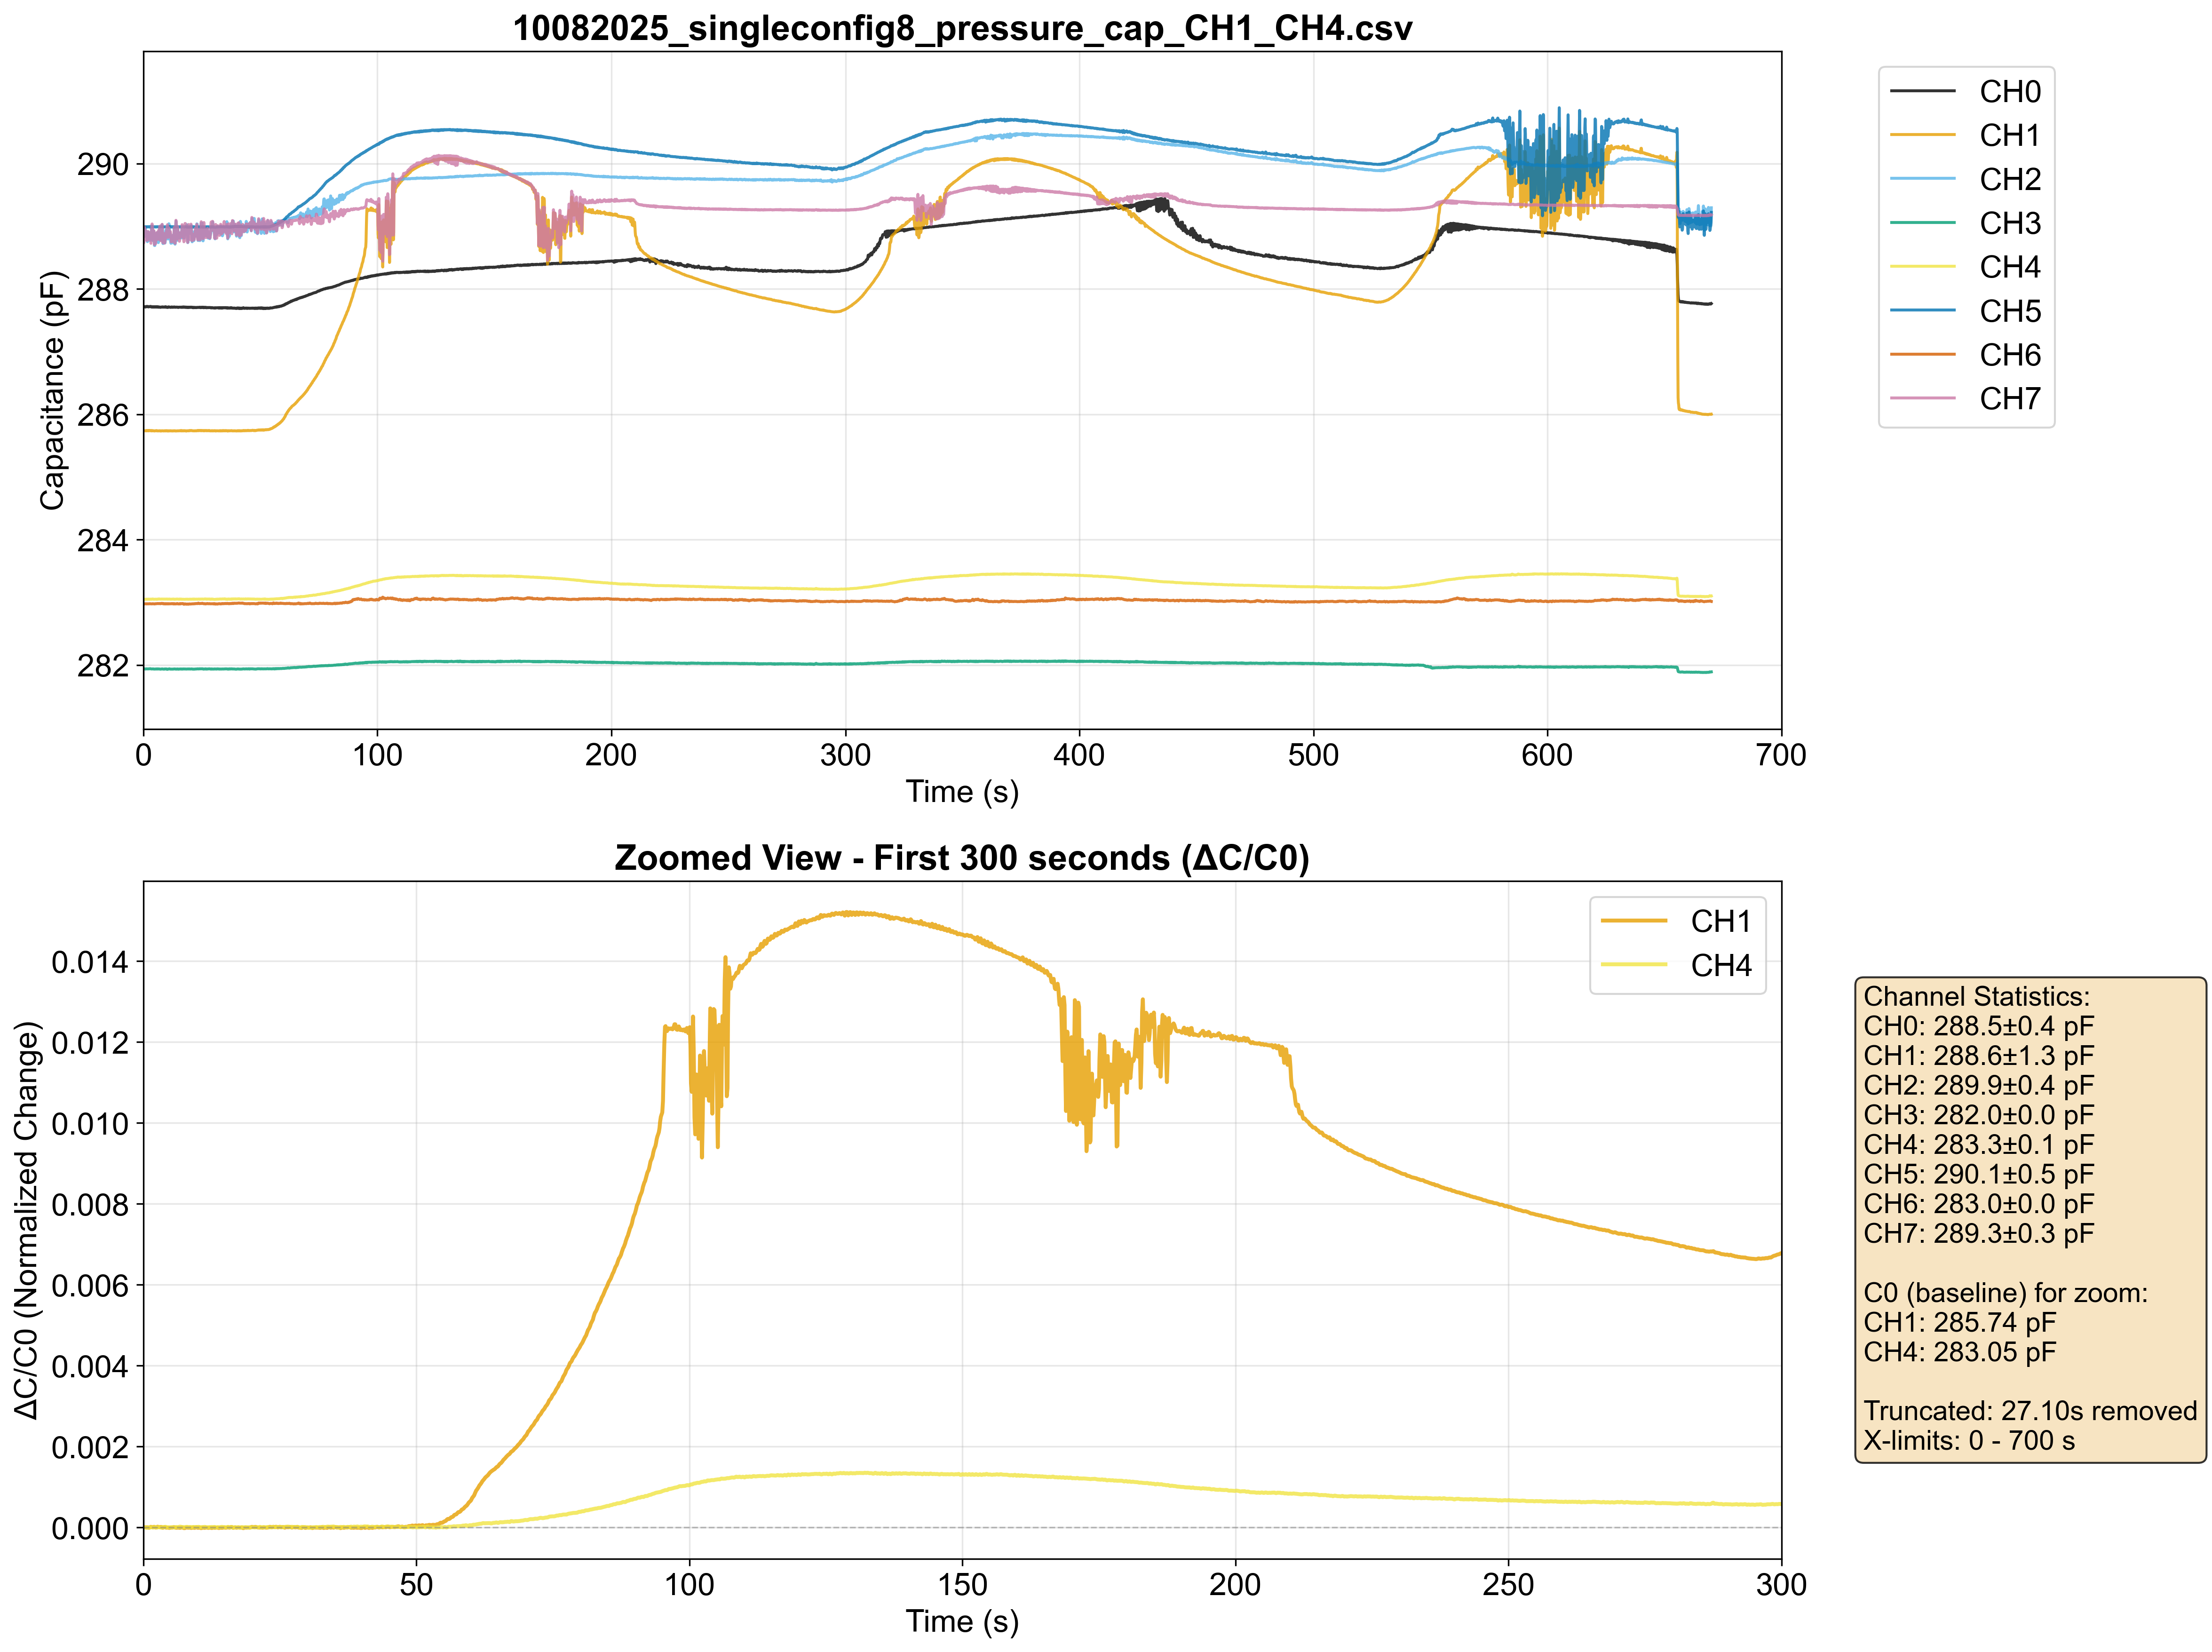 10082025_singleconfig8_pressure_cap_CH1_CH4.csv
290
288
286
284
282
Capacitance (pF)
0 100 200 300 400 500 600 700
Time (s)
CH0
CH1
CH2
CH3
CH4
CH5
CH6
CH7
Zoomed View - First 300 seconds (ΔC/C0)
0.014
0.012
0.010
0.008
0.006
0.004
0.002
0.000
ΔC/C0 (Normalized Change)
0 50 100 150 200 250 300
Time (s)
CH1
CH4
Channel Statistics:
CH0: 288.5±0.4 pF
CH1: 288.6±1.3 pF
CH2: 289.9±0.4 pF
CH3: 282.0±0.0 pF
CH4: 283.3±0.1 pF
CH5: 290.1±0.5 pF
CH6: 283.0±0.0 pF
CH7: 289.3±0.3 pF
C0 (baseline) for zoom:
CH1: 285.74 pF
CH4: 283.05 pF
Truncated: 27.10s removed
X-limits: 0 - 700 s